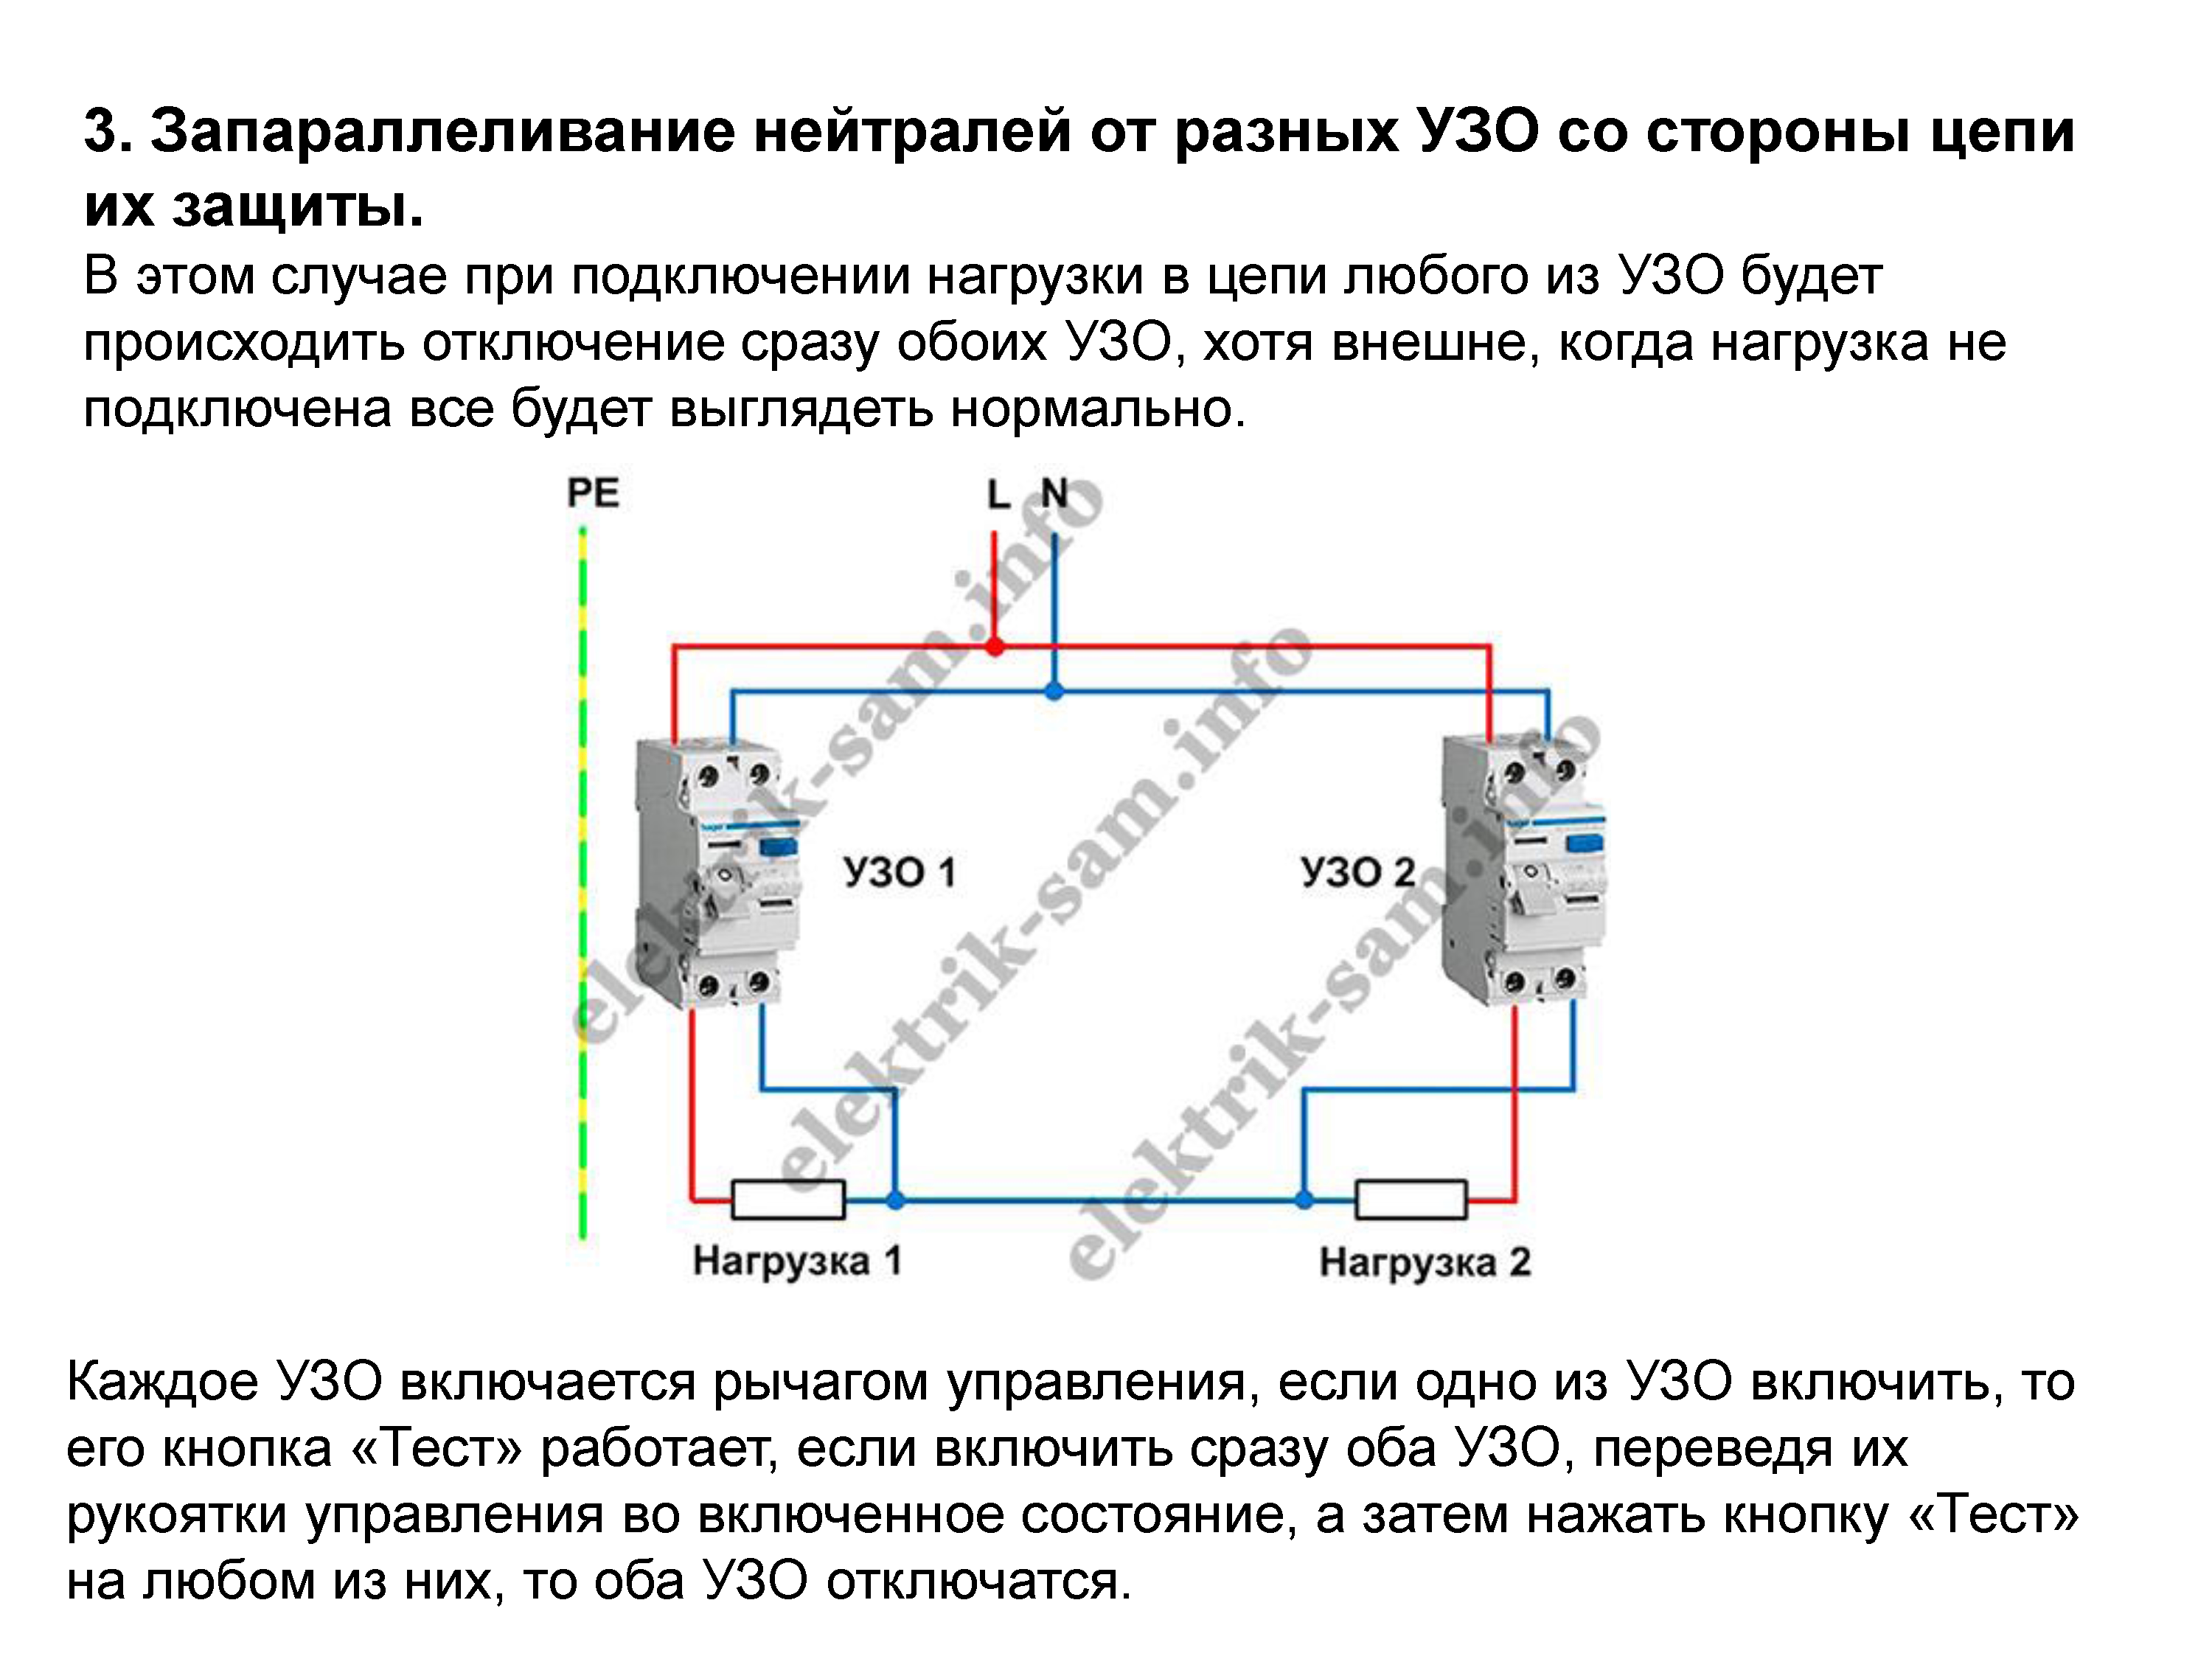 3. Запараллеливание нейтралей от разных УЗО со стороны цепи
их защиты.
В этом случае при подключении нагрузки в цепи любого из УЗО будет
происходить отключение сразу обоих УЗО, хотя внешне, когда нагрузка не
подключена все будет выглядеть нормально.
PE
L N
elektrik-sam.info
elektrik-sam.info
elektrik-sam.info
hager
УЗО 1
УЗО 2
Нагрузка 1
Нагрузка 2
Каждое УЗО включается рычагом управления, если одно из УЗО включить, то
его кнопка «Тест» работает, если включить сразу оба УЗО, переведя их
рукоятки управления во включенное состояние, а затем нажать кнопку «Тест»
на любом из них, то оба УЗО отключатся.